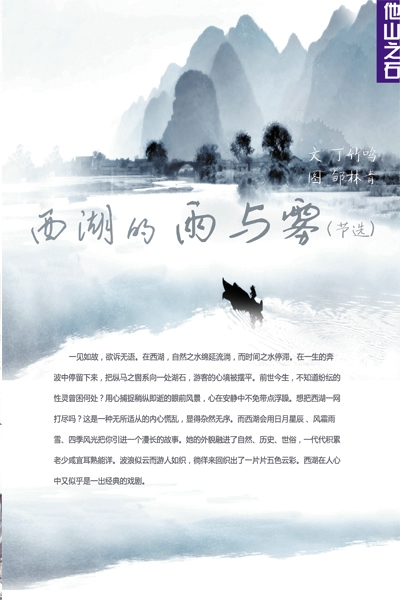 他山之石
文 丁竹鸣
图 邹林青
西湖的雨与雾(节选)
一见如故，欲诉无语。在西湖，自然之水绵延流淌，而时间之水停滞。在一生的奔
波中停留下来，把纵马之辔系向一处湖石，游客的心境被摆平。前世今生，不知纷纭的
性灵曾困何处？用心捕捉稍纵即逝的眼前风景，心在安静中不免带点浮躁。想把西湖一网
打尽吗？这是一种无所适从的内心慌乱，显得杂然无序。而西湖会用日月星辰、风霜雨
雪、四季风光把你引进一个漫长的故事。她的外貌融进了自然、历史、世俗，一代代积累
老少咸宜耳熟能详。波浪似云而游人如织，徜徉来回织出了一片片五色云彩。西湖在人心
中又似乎是一出经典的戏剧。